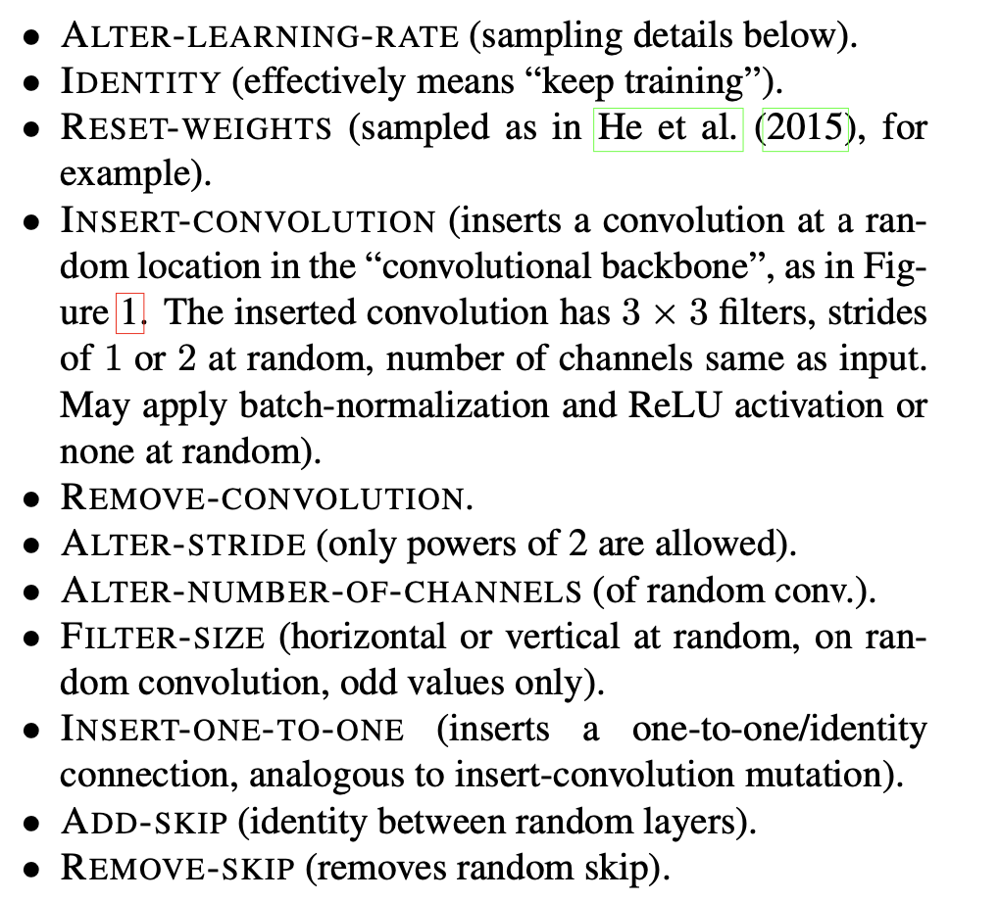 • ALTER-LEARNING-RATE (sampling details below).
• IDENTITY (effectively means “keep training”).
• RESET-WEIGHTS (sampled as in He et al. (2015), for
example).
• INSERT-CONVOLUTION (inserts a convolution at a ran-
dom location in the “convolutional backbone”, as in Fig-
ure 1. The inserted convolution has 3 × 3 filters, strides
of 1 or 2 at random, number of channels same as input.
May apply batch-normalization and ReLU activation or
none at random).
• REMOVE-CONVOLUTION.
• ALTER-STRIDE (only powers of 2 are allowed).
• ALTER-NUMBER-OF-CHANNELS (of random conv.).
• FILTER-SIZE (horizontal or vertical at random, on ran-
dom convolution, odd values only).
• INSERT-ONE-TO-ONE (inserts a one-to-one/identity
connection, analogous to insert-convolution mutation).
• ADD-SKIP (identity between random layers).
• REMOVE-SKIP (removes random skip).